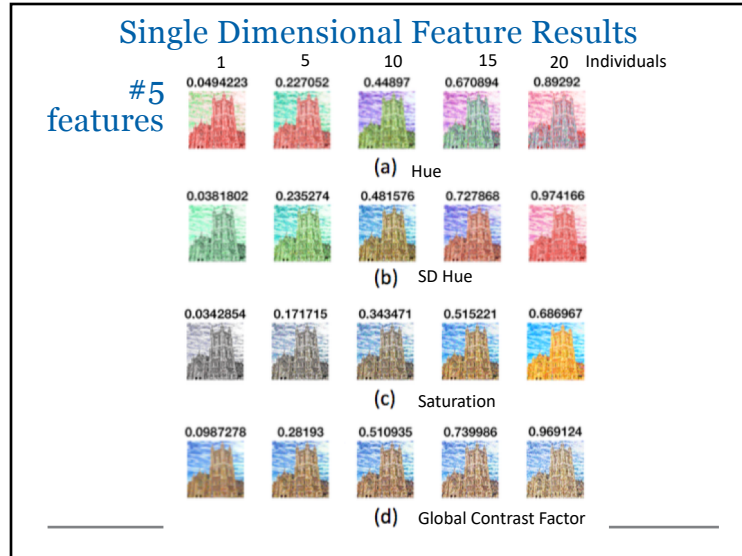 Single Dimensional Feature Results
1 5 10 15 20 Individuals
#5
features
0.0494223 0.227052 0.44897 0.670894 0.89292
(a) Hue
0.0381802 0.235274 0.481576 0.727868 0.974166
(b) SD Hue
0.0342854 0.171715 0.343471 0.515221 0.686967
(c) Saturation
0.0987278 0.28193 0.510935 0.739986 0.969124
(d) Global Contrast Factor